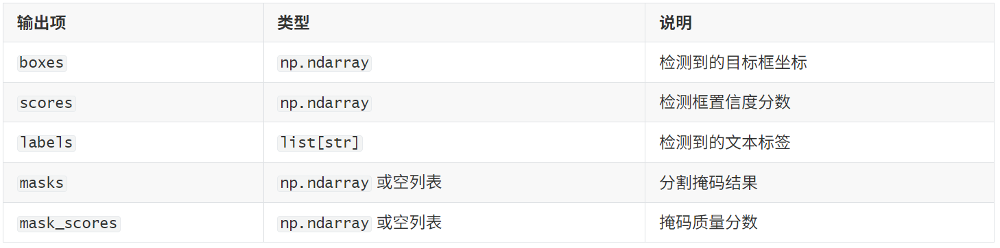 输出项 类型 说明
boxes np.ndarray 检测到的目标框坐标
scores np.ndarray 检测框置信度分数
labels list[str] 检测到的文本标签
masks np.ndarray 或空列表 分割掩码结果
mask_scores np.ndarray 或空列表 掩码质量分数